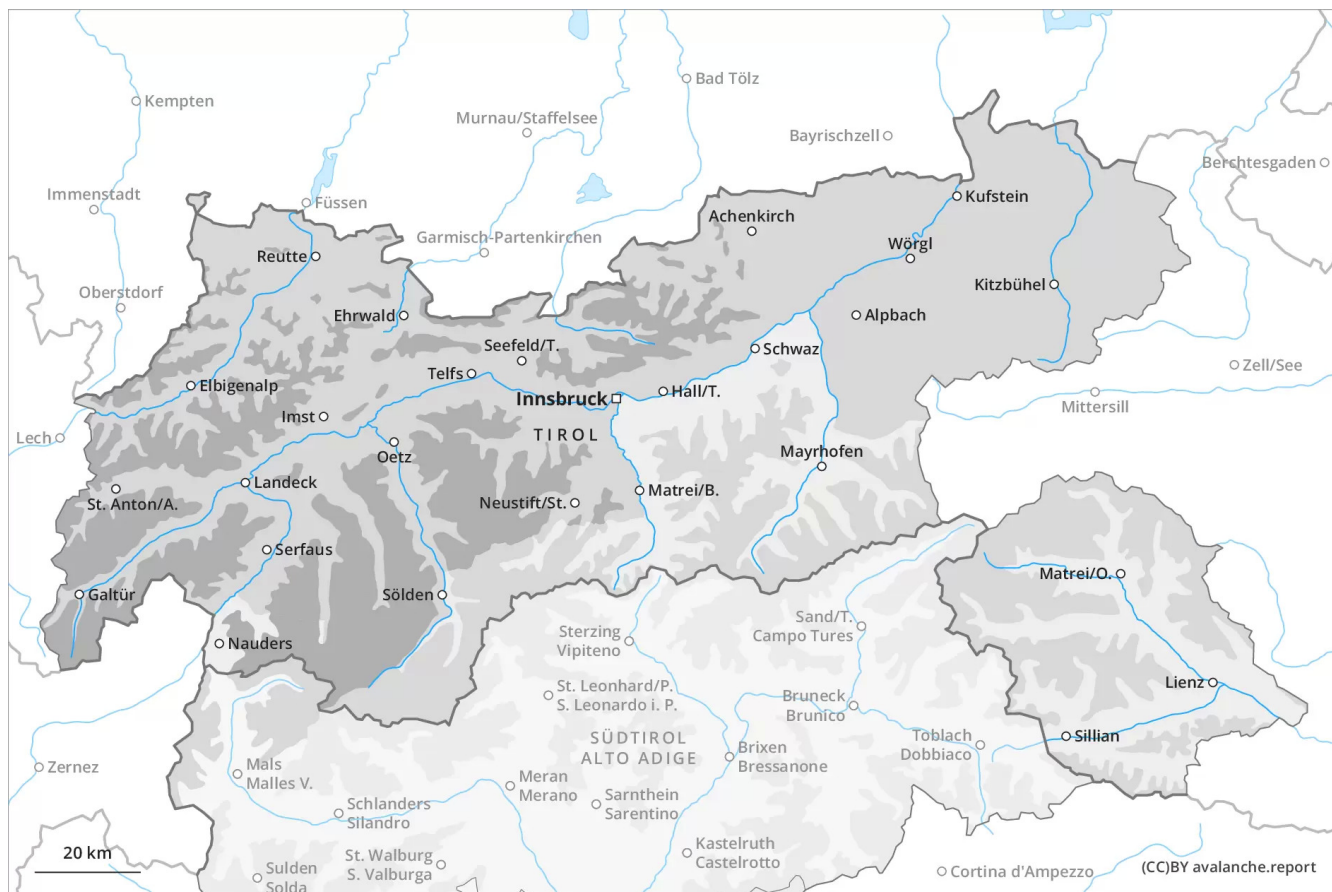 Bad Tölz
Kempten
Murnau/Staffelsee
Bayrischzell
Berchtesgaden
Immenstadt
Füssen
Kufstein
Achenkirch
Garmisch-Partenkirchen
Wörgl
Reutte
Kitzbühel
Oberstdorf
Ehrwald
Alpbach
Seefeld/T.
Schwaz
Zell/See
Telfs
Elbigenalp
Hall/T.
Innsbruck
Mittersill
Imst
Lech
TIROL
Oetz
Mayrhofen
Landeck
Matrei/B.
St. Anton/A.
Neustift/St.
Serfaus
Matrei/O.
Galtür
Sölden
Sand/T.
Campo Tures
Sterzing
Vipiteno
Nauders
Lienz
St. Leonhard/P.
S. Leonardo i. P.
Bruneck
Brunico
Sillian
Toblach
Dobbiaco
SÜDTIROL
ALTO ADIGE
Brixen
Bressanone
Zernez
Mals
Malles V.
Meran
Merano
Sarnthein
Sarentino
Schlanders
Silandro
20 km
St. Walburg
S. Valburga
Kastelruth
Castelrotto
Sulden
Solda
Cortina d'Ampezzo
(CC)BY avalanche.report